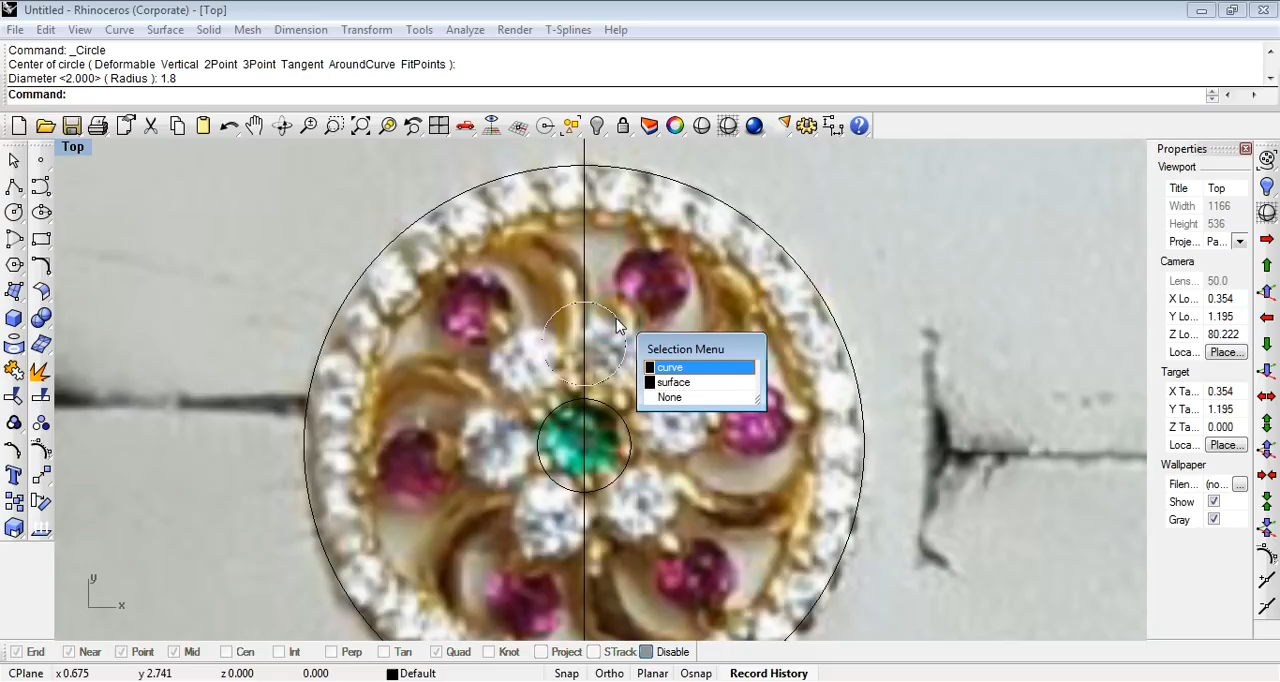 Untitled - Rhinoceros (Corporate) - [Top]
File Edit View Curve Surface Solid Mesh Dimension Transform Tools Analyze Render T-Splines Help
Command: _Circle
Center of circle ( Deformable Vertical 2Point 3Point Tangent AroundCurve FitPoints ):
Diameter <2.000> ( Radius ): 1.8
Command:
Top
Properties
Viewport
Title Top
Width 1166
Height 536
Proje... Pa...
Camera
Lens... 50.0
X Lo... 0.354
Y Lo... 1.195
Z Lo... 80.222
Loca... Place...
Target
X Ta... 0.354
Y Ta... 1.195
Z Ta... 0.000
Loca... Place...
Wallpaper
Filen... (no... ...
Show
Gray
Selection Menu
curve
surface
None
y
x
End Near Point Mid Cen Int Perp Tan Quad Knot Project STrack Disable
CPlane x 0.675 y 2.741 z 0.000 0.000 Default Snap Ortho Planar Osnap Record History